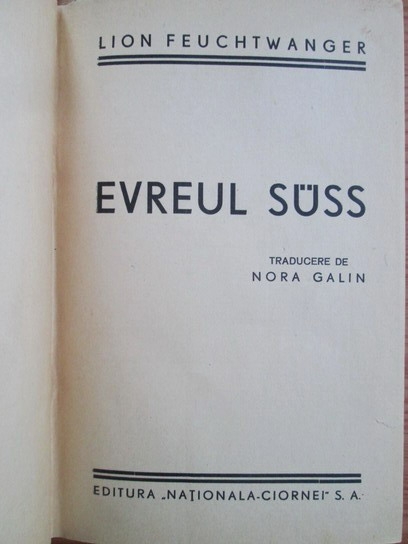 LION FEUCHTWANGER
EVREUL SÜSS
TRADUCERE DE
NORA GALIN
EDITURA „NAȚIONALA-CIORNEI" S. A.